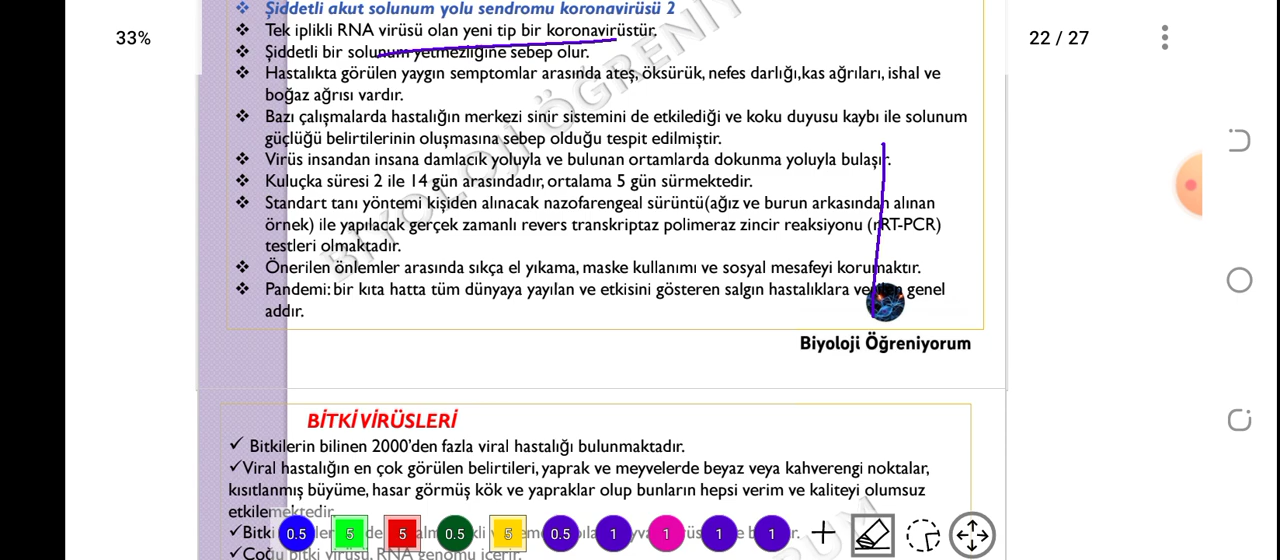 Şiddetli akut solunum yolu sendromu koronavirüsü 2
33%
❖ Tek iplikli RNA virüsü olan yeni tip bir koronavirüstür.
22 / 27
❖ Şiddetli bir solunum yetmezliğine sebep olur.
❖ Hastalıkta görülen yaygın semptomlar arasında ateş, öksürük, nefes darlığı,kas ağrıları, ishal ve
boğaz ağrısı vardır.
❖ Bazı çalışmalarda hastalığın merkezi sinir sistemini de etkilediği ve koku duyusu kaybı ile solunum
güçlüğü belirtilerinin oluşmasına sebep olduğu tespit edilmiştir.
❖ Virüs insandan insana damlacık yoluyla ve bulunan ortamlarda dokunma yoluyla bulaşır.
❖ Kuluçka süresi 2 ile 14 gün arasındadır, ortalama 5 gün sürmektedir.
❖ Standart tanı yöntemi kişiden alınacak nazofarengeal sürüntü(ağız ve burun arkasından alınan
örnek) ile yapılacak gerçek zamanlı revers transkriptaz polimeraz zincir reaksiyonu (rRT-PCR)
testleri olmaktadır.
❖ Önerilen önlemler arasında sıkça el yıkama, maske kullanımı ve sosyal mesafeyi korumaktır.
❖ Pandemi: bir kıta hatta tüm dünyaya yayılan ve etkisini gösteren salgın hastalıklara genel
addır.
BİYOLOJİ ÖĞRENİY
Biyoloji Öğreniyorum
BİTKİ VİRÜSLERİ
✓ Bitkilerin bilinen 2000'den fazla viral hastalığı bulunmaktadır.
✓Viral hastalığın en çok görülen belirtileri, yaprak ve meyvelerde beyaz veya kahverengi noktalar,
kısıtlanmış büyüme, hasar görmüş kök ve yapraklar olup bunların hepsi verim ve kaliteyi olumsuz
etkilemektedir.
✓Bitki
0.5 5 5 0.5 5 0.5 1 1 1 1
✓Çoğu bitki virüsü, RNA genomu içerir.